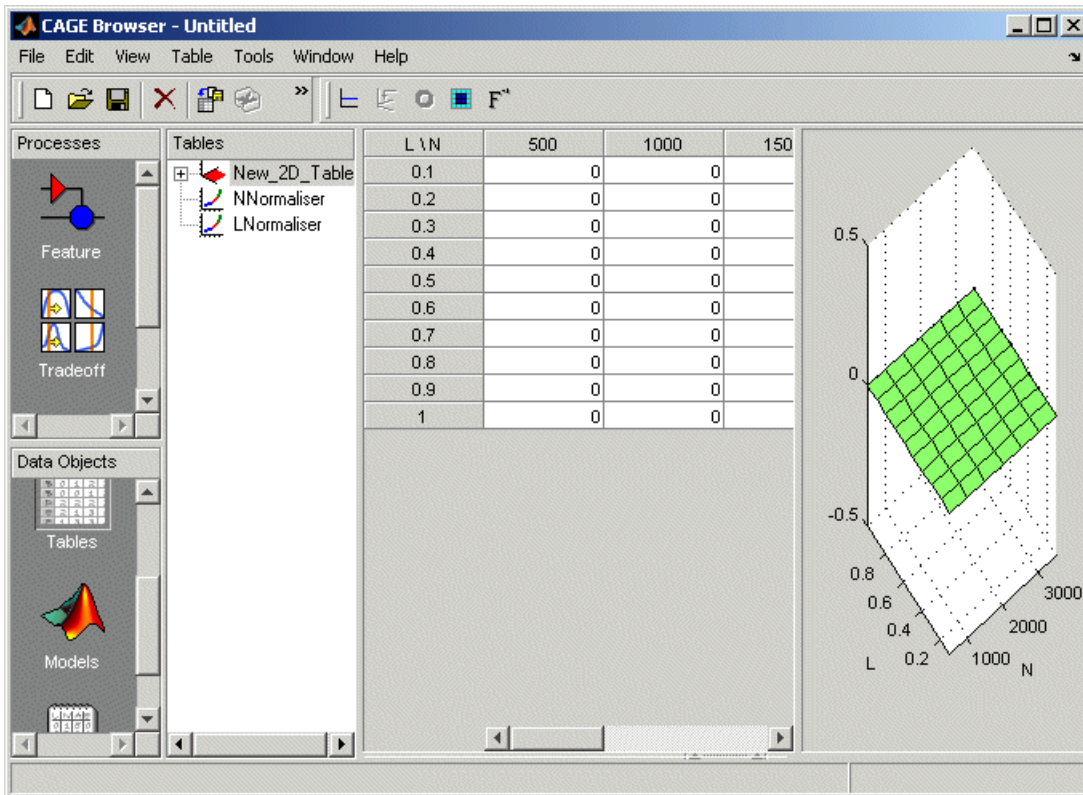 CAGE Browser - Untitled
File Edit View Table Tools Window Help
» F
Processes
Feature
Tradeoff
Data Objects
Tables
Models
Tables
New_2D_Table
NNormaliser
LNormaliser
L \ N 500 1000 150
0.1 0 0
0.2 0 0
0.3 0 0
0.4 0 0
0.5 0 0
0.6 0 0
0.7 0 0
0.8 0 0
0.9 0 0
1 0 0
0.5
0
-0.5
0.8
0.6
0.4
0.2
L
1000
2000
3000
N